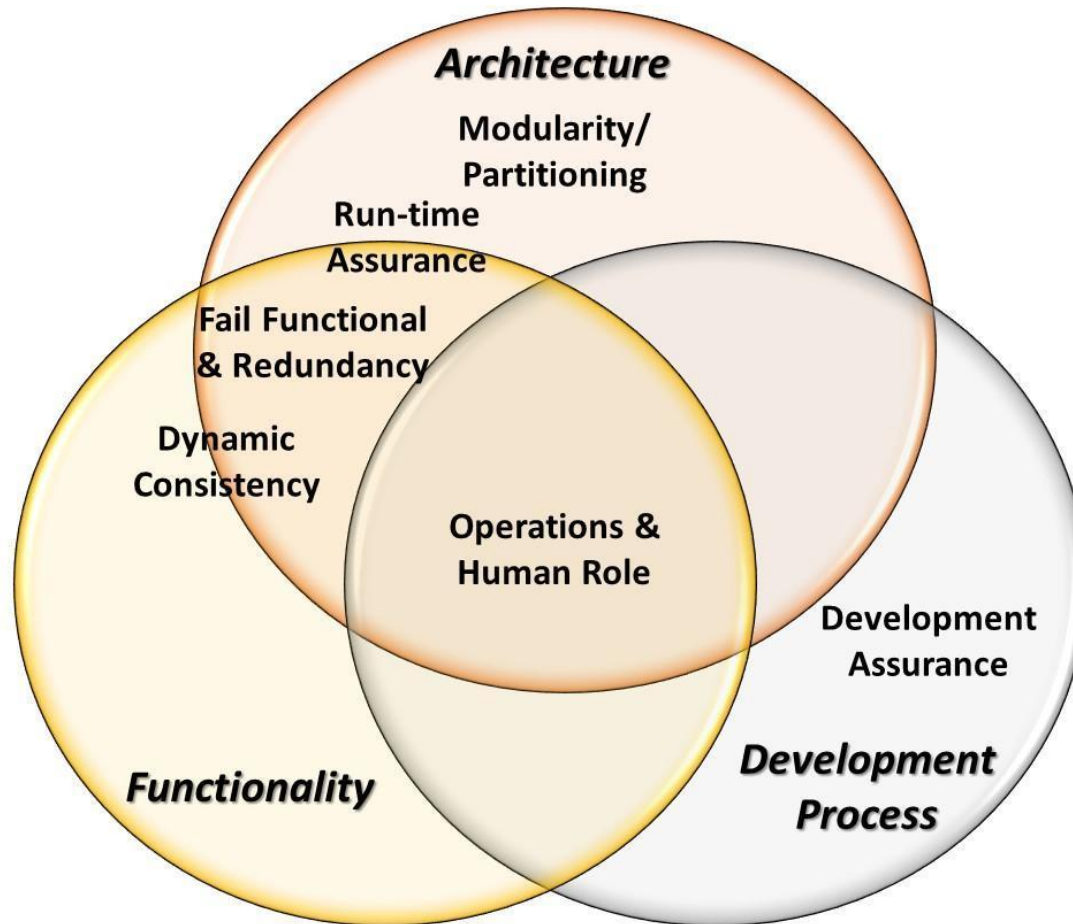 Architecture
Modularity/
Partitioning
Run-time
Assurance
Fail Functional
& Redundancy
Dynamic
Consistency
Operations &
Human Role
Development
Assurance
Functionality
Development
Process